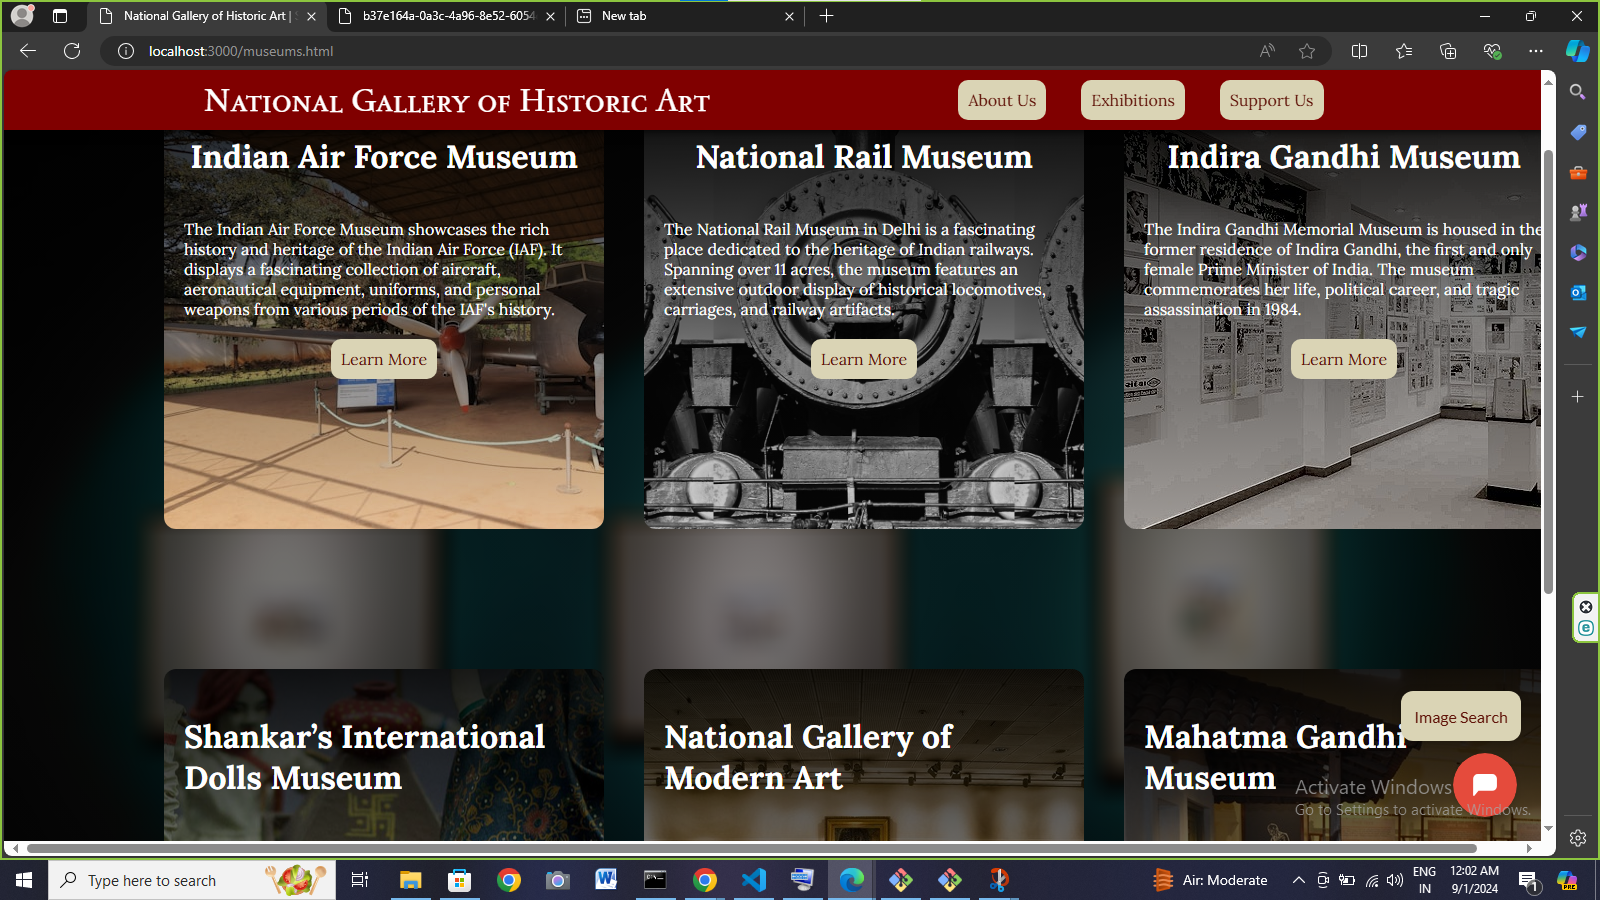 National Gallery of Historic Art | S
b37e164a-0a3c-4a96-8e52-6054
New tab
localhost:3000/museums.html
National Gallery of Historic Art
About Us
Exhibitions
Support Us
Indian Air Force Museum
The Indian Air Force Museum showcases the rich
history and heritage of the Indian Air Force (IAF). It
displays a fascinating collection of aircraft,
aeronautical equipment, uniforms, and personal
weapons from various periods of the IAF's history.
Learn More
National Rail Museum
The National Rail Museum in Delhi is a fascinating
place dedicated to the heritage of Indian railways.
Spanning over 11 acres, the museum features an
extensive outdoor display of historical locomotives,
carriages, and railway artifacts.
Learn More
Indira Gandhi Museum
The Indira Gandhi Memorial Museum is housed in the
former residence of Indira Gandhi, the first and only
female Prime Minister of India. The museum
commemorates her life, political career, and tragic
assassination in 1984.
Learn More
Shankar’s International
Dolls Museum
National Gallery of
Modern Art
Mahatma Gandhi
Museum
Image Search
Activate Windows
Go to Settings to activate Windows.
Type here to search
Air: Moderate
ENG
IN
12:02 AM
9/1/2024
1